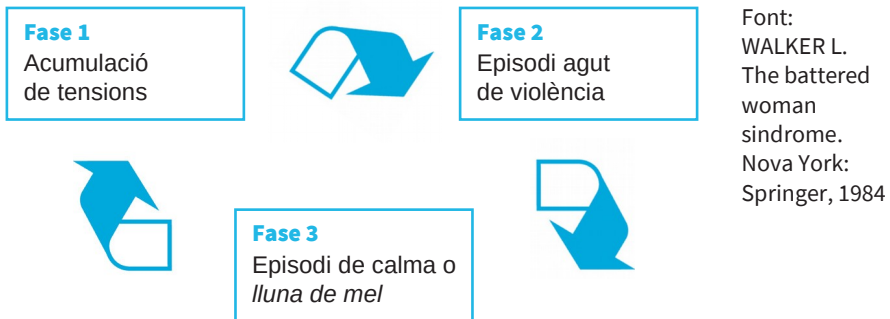 Fase 1
Acumulació
de tensions
Fase 2
Episodi agut
de violència
Fase 3
Episodi de calma o
lluna de mel
Font:
WALKER L.
The battered
woman
sindrome.
Nova York:
Springer, 1984